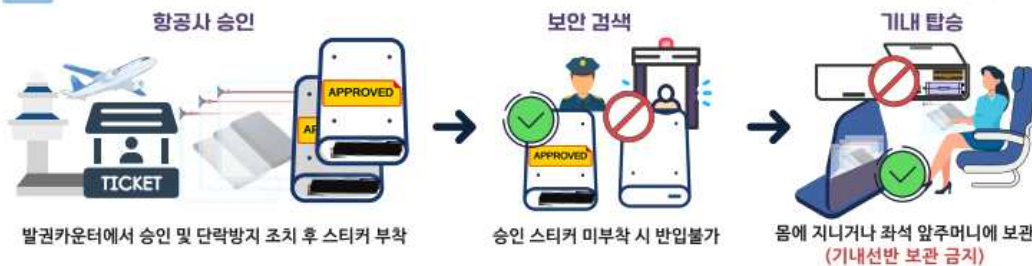 항공사 승인
보안 검색
기내 탑승
APPROVED
AP
TICKET
APPROVED
발권카운터에서 승인 및 단락방지 조치 후 스티커 부착
승인 스티커 미부착 시 반입불가
몸에 지니거나 좌석 앞주머니에 보관
(기내선반 보관 금지)